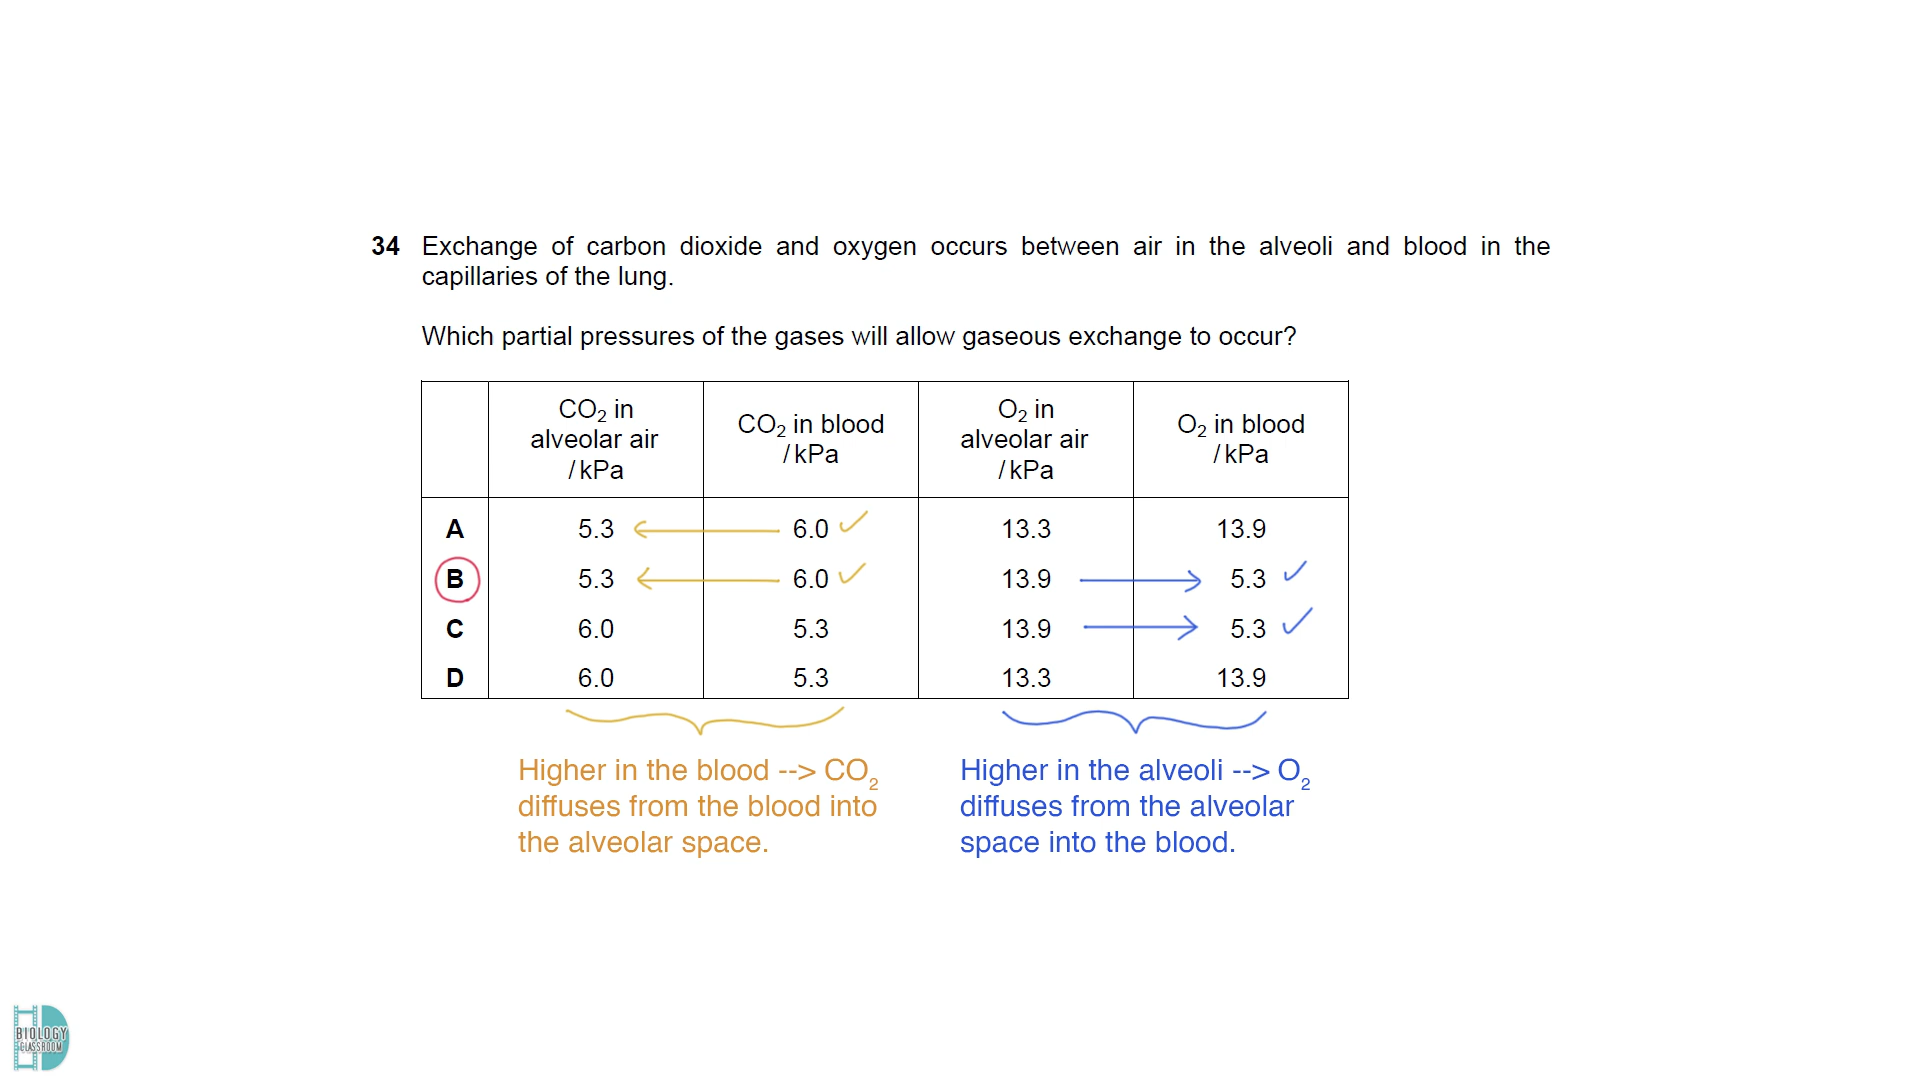 34 Exchange of carbon dioxide and oxygen occurs between air in the alveoli and blood in the
capillaries of the lung.
Which partial pressures of the gases will allow gaseous exchange to occur?
CO2 in alveolar air /kPa CO2 in blood /kPa O2 in alveolar air /kPa O2 in blood /kPa
A 5.3 6.0 13.3 13.9
B 5.3 6.0 13.9 5.3
C 6.0 5.3 13.9 5.3
D 6.0 5.3 13.3 13.9
Higher in the blood --> CO2
diffuses from the blood into
the alveolar space.
Higher in the alveoli --> O2
diffuses from the alveolar
space into the blood.
BIOLOGY
CLASSROOM